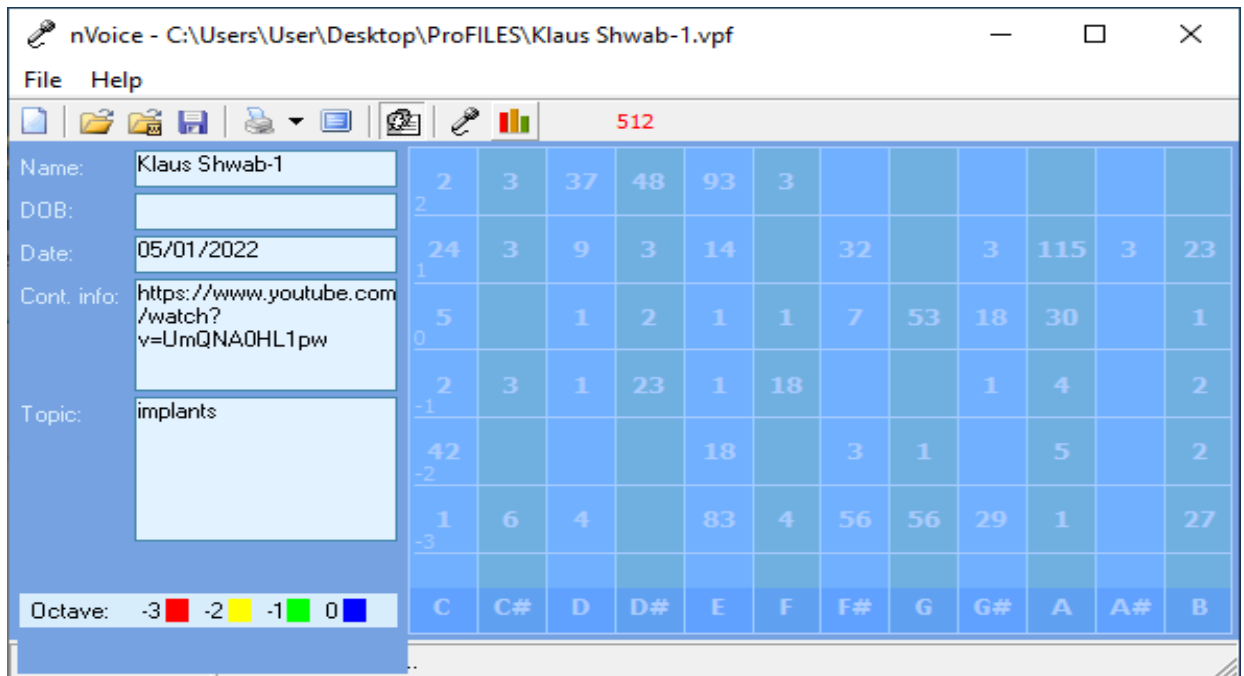 nVoice - C:\Users\User\Desktop\ProFILES\Klaus Shwab-1.vpf
File Help
512
Name: Klaus Shwab-1
DOB:
Date: 05/01/2022
Cont. info: https://www.youtube.com
/watch?
v=UmQNA0HL1pw
Topic: implants
Octave: -3 -2 -1 0
2 3 37 48 93 3
2
24 3 9 3 14 32 3 115 3 23
1
5 1 2 1 1 7 53 18 30 1
0
2 3 1 23 1 18 1 4 2
-1
42 18 3 1 5 2
-2
1 6 4 83 4 56 56 29 1 27
-3
C C# D D# E F F# G G# A A# B
..